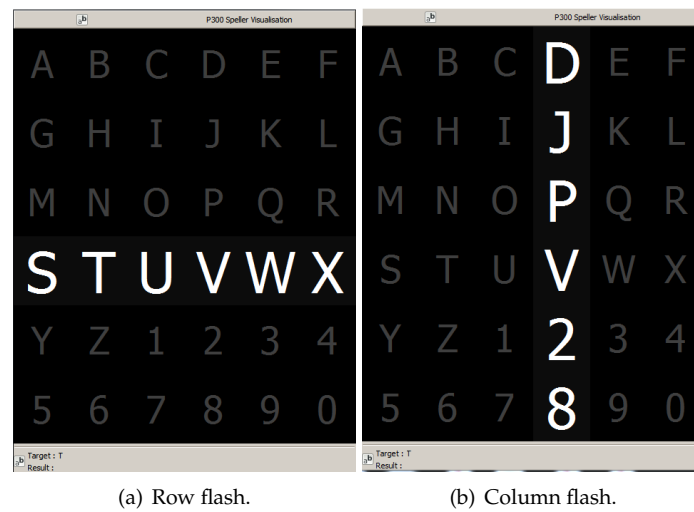 P300 Speller Visualisation
A B C D E F
G H I J K L
M N O P Q R
S T U V W X
Y Z 1 2 3 4
5 6 7 8 9 0
Target : T
Result :
(a) Row flash.
P300 Speller Visualisation
A B C D E F
G H I J K L
M N O P Q R
S T U V W X
Y Z 1 2 3 4
5 6 7 8 9 0
Target : T
Result :
(b) Column flash.